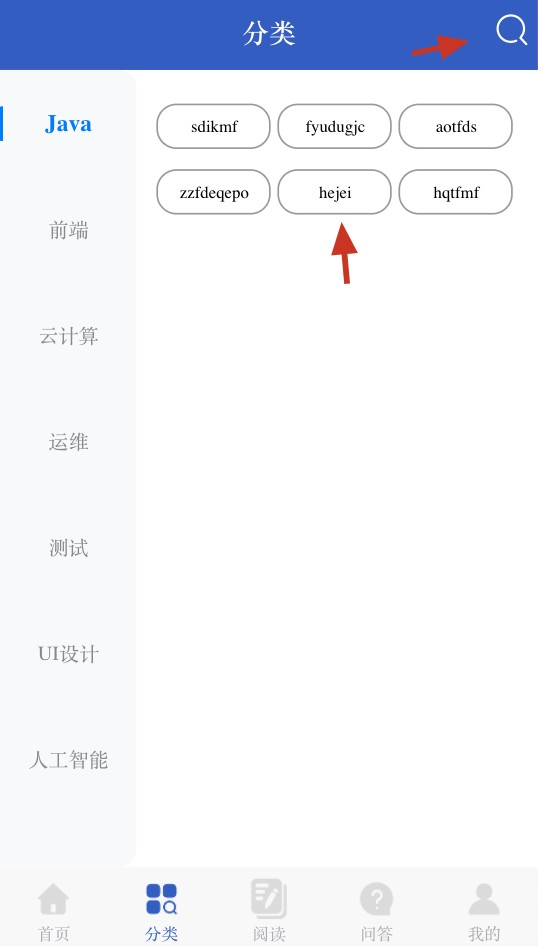 分类
Java
前端
云计算
运维
测试
UI设计
人工智能
sdikmf fyudugjc aotfds
zzfdeqepo hejei hqtfmf
首页 分类 阅读 问答 我的